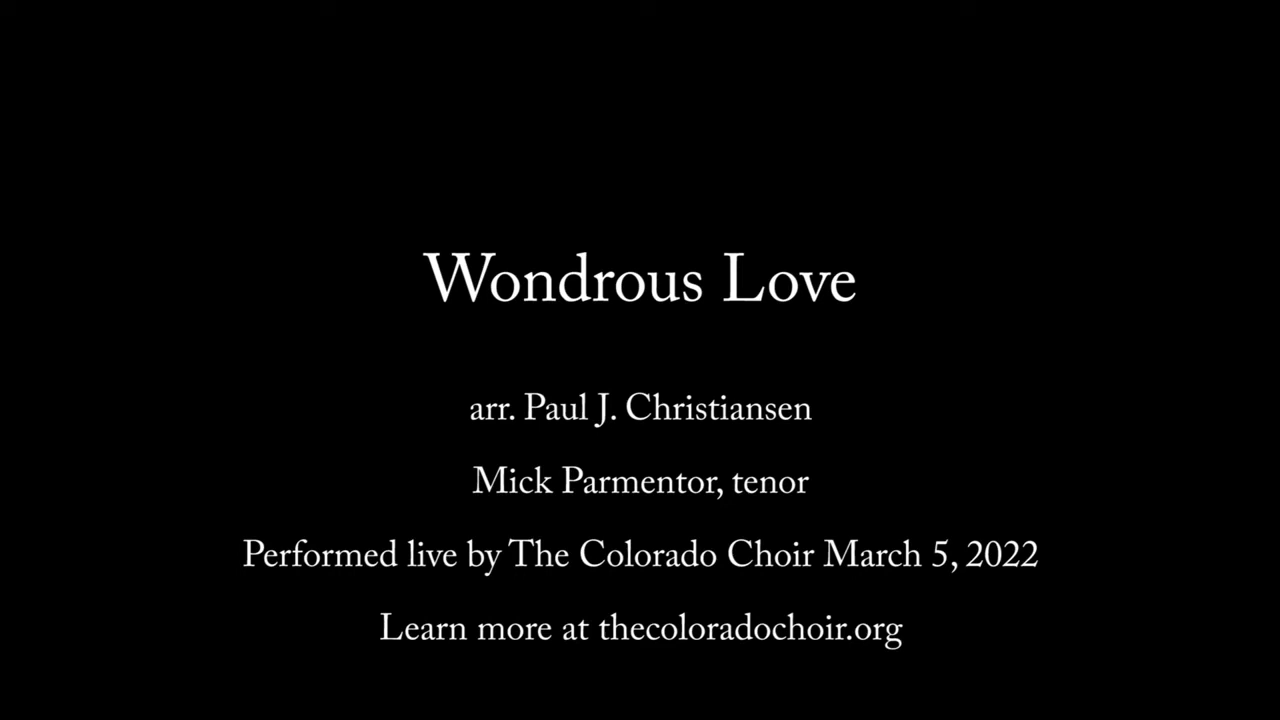 Wondrous Love
arr. Paul J. Christiansen
Mick Parmentor, tenor
Performed live by The Colorado Choir March 5, 2022
Learn more at thecoloradochoir.org